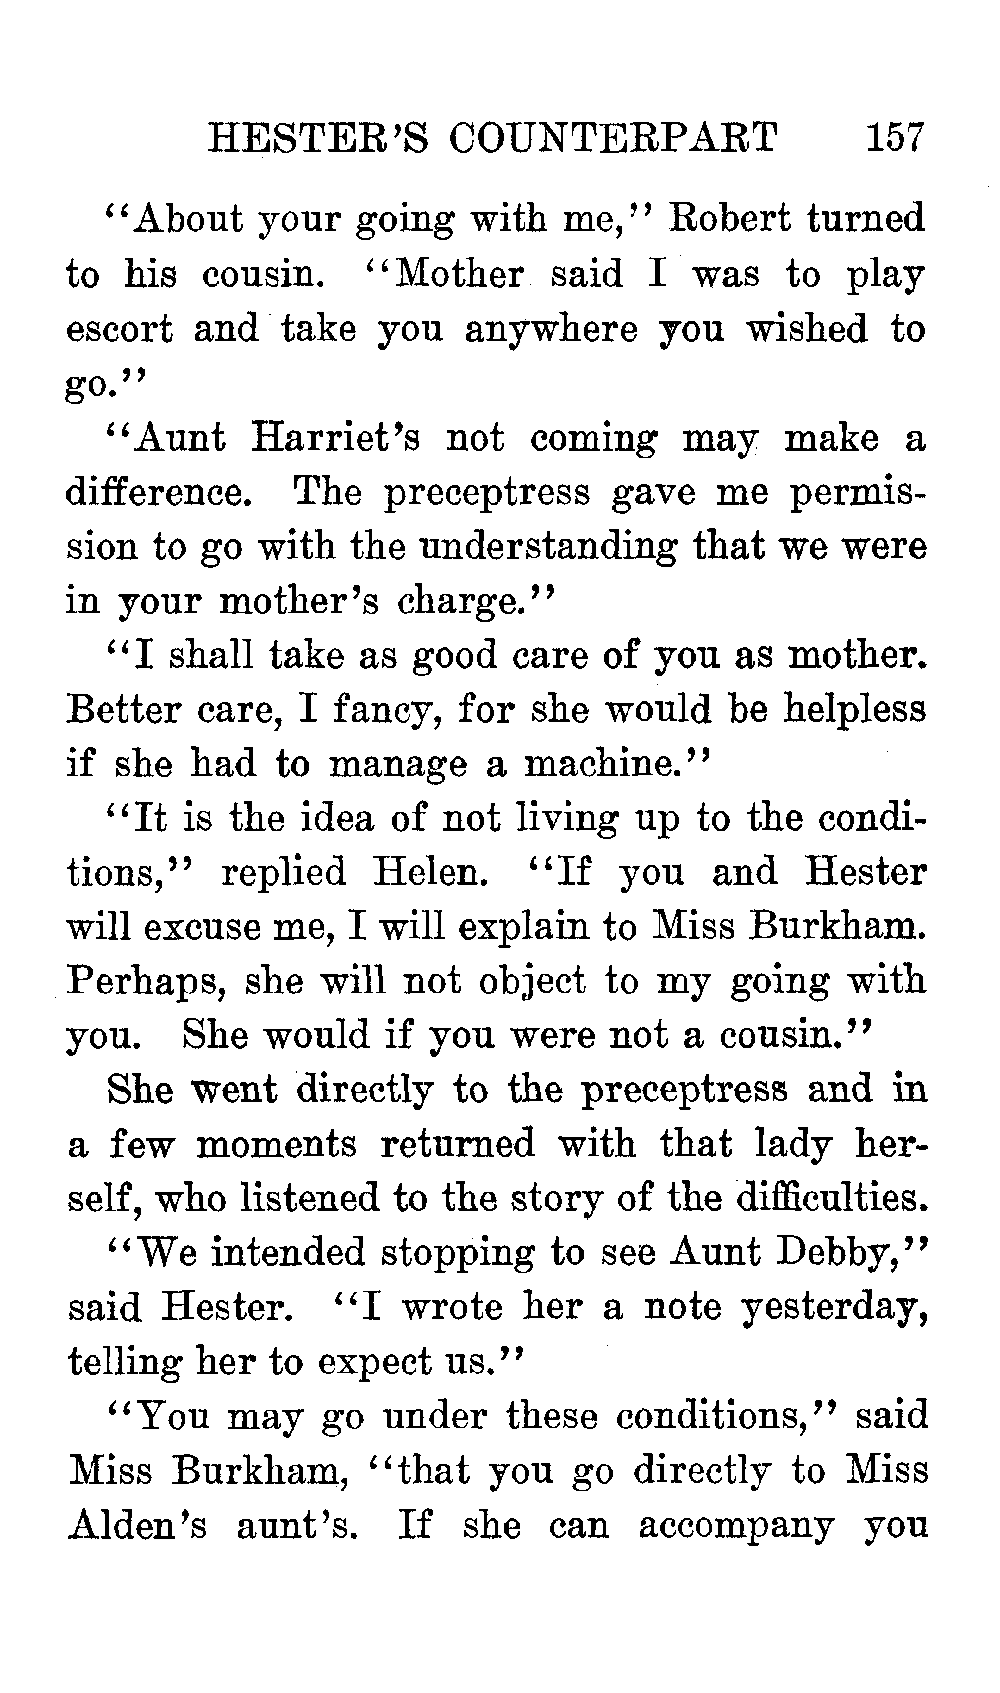 HESTER'S COUNTERPART 157
"About your going with me," Robert turned
to his cousin. "Mother said I was to play
escort and take you anywhere you wished to
go."
"Aunt Harriet's not coming may make a
difference. The preceptress gave me permis-
sion to go with the understanding that we were
in your mother's charge."
"I shall take as good care of you as mother.
Better care, I fancy, for she would be helpless
if she had to manage a machine."
"It is the idea of not living up to the condi-
tions," replied Helen. "If you and Hester
will excuse me, I will explain to Miss Burkham.
Perhaps, she will not object to my going with
you. She would if you were not a cousin."
She went directly to the preceptress and in
a few moments returned with that lady her-
self, who listened to the story of the difficulties.
"We intended stopping to see Aunt Debby,"
said Hester. "I wrote her a note yesterday,
telling her to expect us."
"You may go under these conditions," said
Miss Burkham, "that you go directly to Miss
Alden's aunt's. If she can accompany you